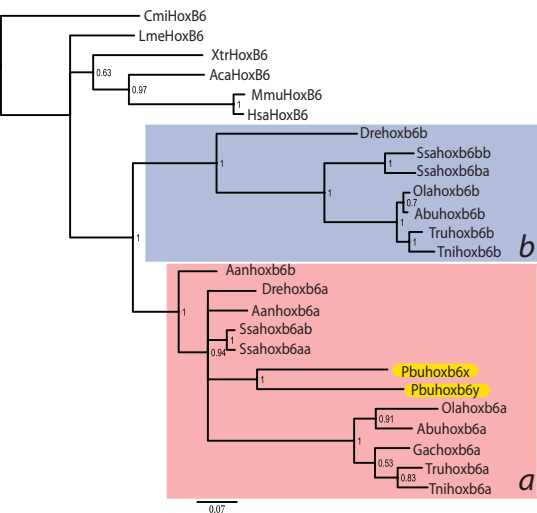 CmiHoxB6
LmeHoxB6
XtrHoxB6
0.63
AcaHoxB6
0.97
MmuHoxB6
1
HsaHoxB6
Drehoxb6b
Ssahoxb6bb
1
1
Ssahoxb6ba
1
Olahoxb6b
0.7
Abuhoxb6b
1
Truhoxb6b
1
1
Tnihoxb6b
b
Aanhoxb6b
Drehoxb6a
1
Aanhoxb6a
Ssahoxb6ab
1
0.94
Ssahoxb6aa
Pbuhoxb6x
1
Pbuhoxb6y
Olahoxb6a
0.91
Abuhoxb6a
1
Gachoxb6a
0.53
Truhoxb6a
0.83
Tnihoxb6a
a
0.07